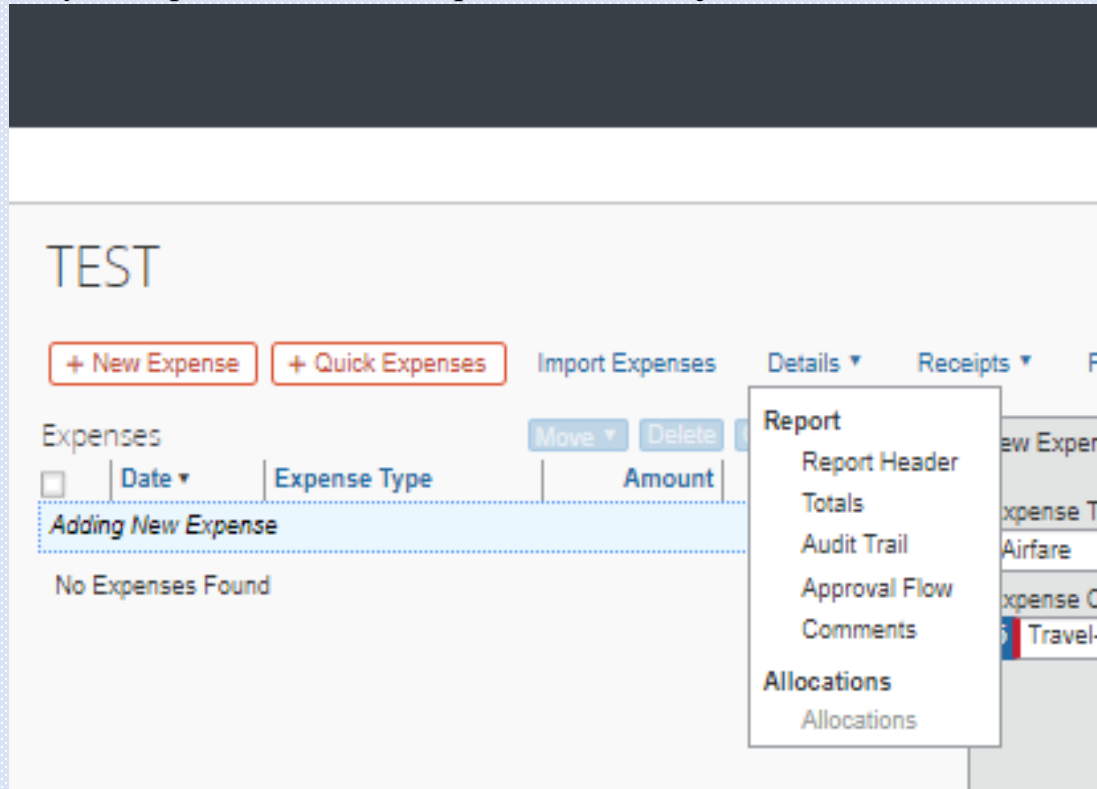 TEST
+ New Expense + Quick Expenses Import Expenses Details ▾ Receipts ▾
Expenses Move ▾ Delete
Date ▾ Expense Type Amount
Adding New Expense
No Expenses Found
Report
Report Header
Totals
Audit Trail
Approval Flow
Comments
Allocations
Allocations
Airfare